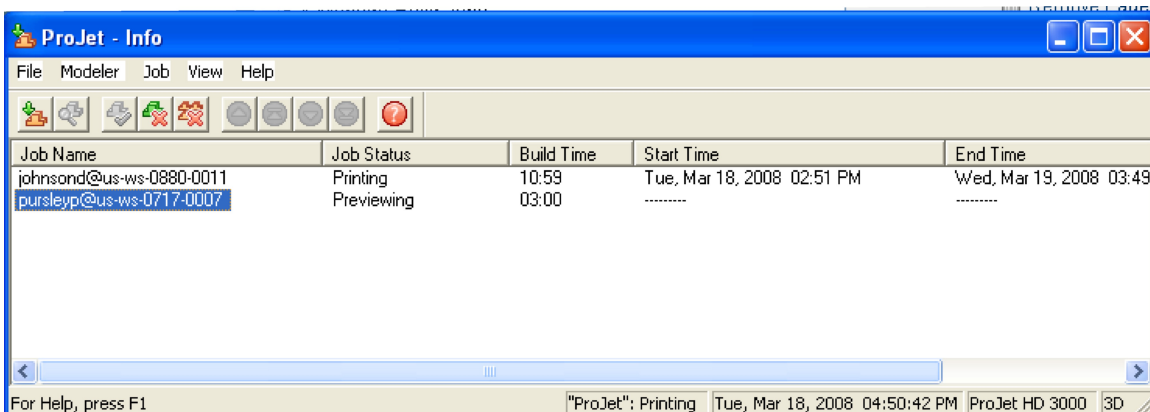 ProJet - Info
File Modeler Job View Help
Job Name Job Status Build Time Start Time End Time
johnsond@us-ws-0880-0011 Printing 10:59 Tue, Mar 18, 2008 02:51 PM Wed, Mar 19, 2008 03:49
pursleyp@us-ws-0717-0007 Previewing 03:00 --------- ---------
For Help, press F1 "ProJet": Printing Tue, Mar 18, 2008 04:50:42 PM ProJet HD 3000 3D